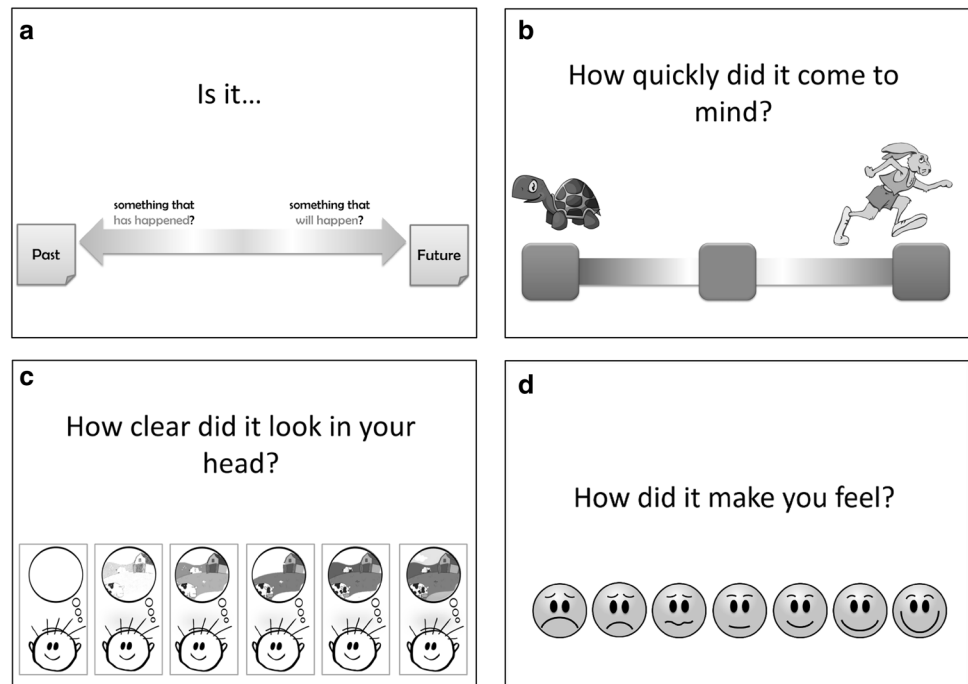 a
Is it...
something that
has happened?
something that
will happen?
Past
Future
b
How quickly did it come to
mind?
c
How clear did it look in your
head?
d
How did it make you feel?